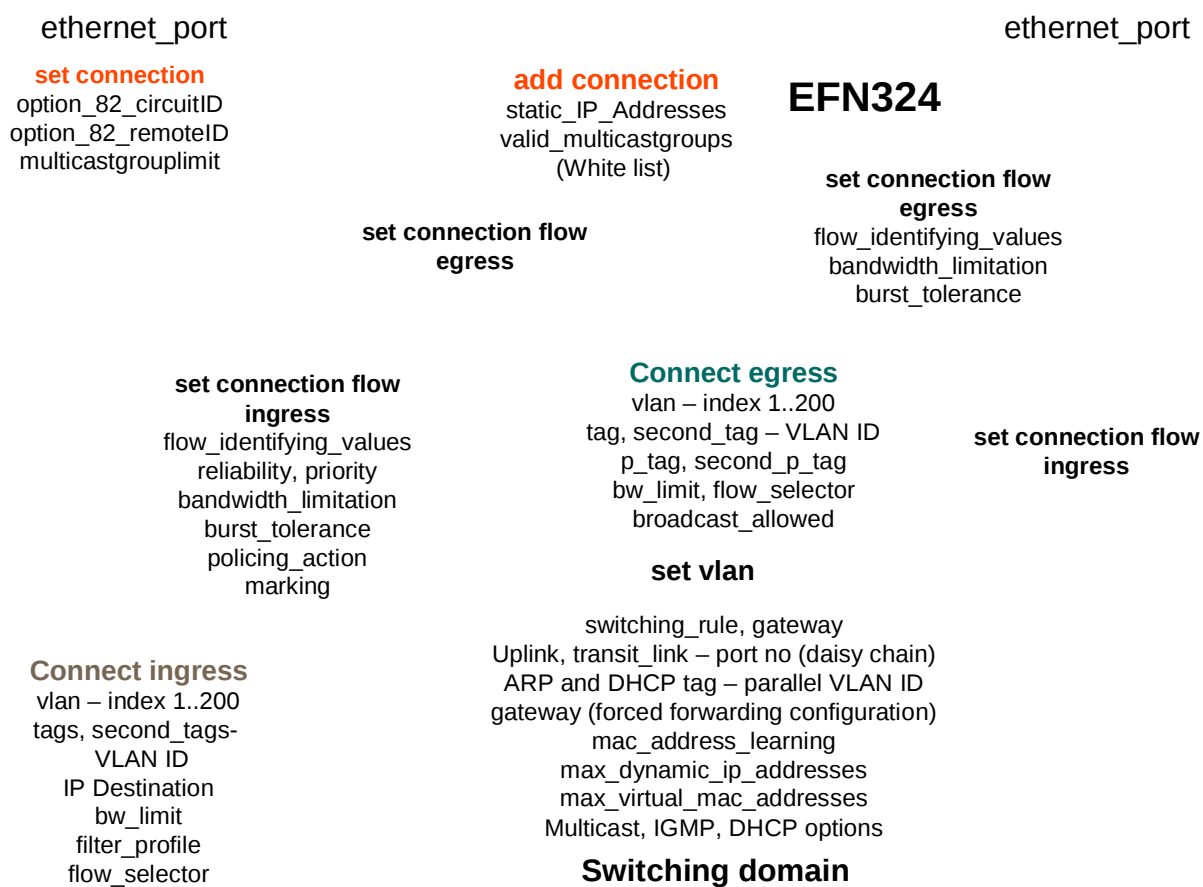 ethernet_port
ethernet_port
set connection
option_82_circuitID
option_82_remoteID
multicastgrouplimit
add connection
static_IP_Addresses
valid_multicastgroups
(White list)
EFN324
set connection flow
egress
flow_identifying_values
bandwidth_limitation
burst_tolerance
set connection flow
egress
set connection flow
ingress
flow_identifying_values
reliability, priority
bandwidth_limitation
burst_tolerance
policing_action
marking
Connect egress
vlan – index 1..200
tag, second_tag – VLAN ID
p_tag, second_p_tag
bw_limit, flow_selector
broadcast_allowed
set connection flow
ingress
set vlan
switching_rule, gateway
Uplink, transit_link – port no (daisy chain)
ARP and DHCP tag – parallel VLAN ID
gateway (forced forwarding configuration)
mac_address_learning
max_dynamic_ip_addresses
max_virtual_mac_addresses
Multicast, IGMP, DHCP options
Connect ingress
vlan – index 1..200
tags, second_tags-
VLAN ID
IP Destination
bw_limit
filter_profile
flow_selector
Switching domain